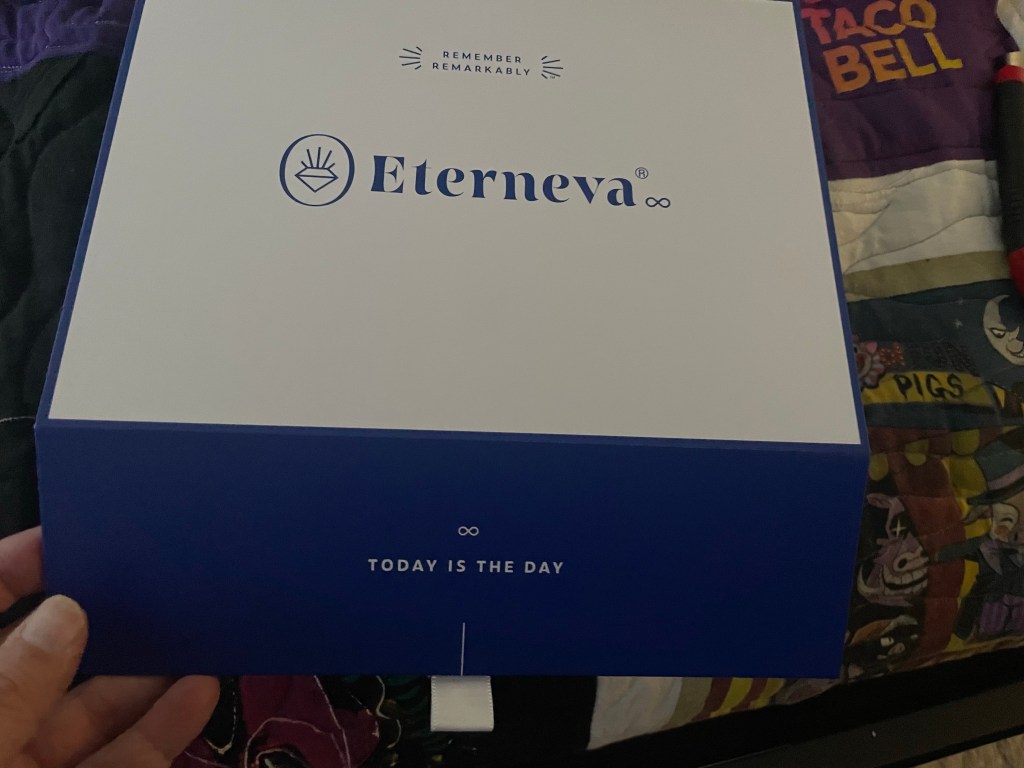 REMEMBER
REMARKABLY
Eterneva®
TODAY IS THE DAY
TACO
BELL
PIGS